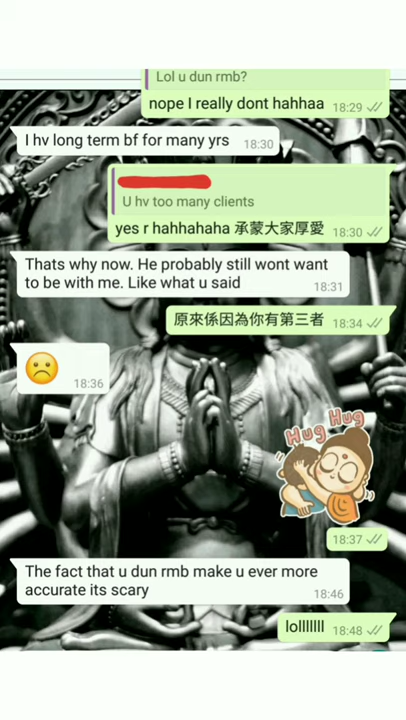 Lol u dun rmb?
nope I really dont hahhaa 18:29
I hv long term bf for many yrs 18:30
U hv too many clients
yes r hahhahaha 承蒙大家厚愛 18:30
Thats why now. He probably still wont want
to be with me. Like what u said 18:31
原來係因為你有第三者 18:34
18:36
Hug Hug
18:37
The fact that u dun rmb make u ever more
accurate its scary 18:46
lolllllll 18:48